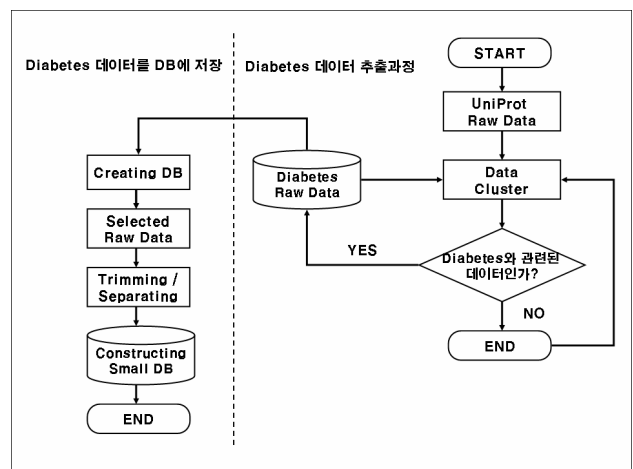 Diabetes 데이터를 DB에 저장
Creating DB
Selected
Raw Data
Trimming /
Separating
Constructing
Small DB
END
Diabetes 데이터 추출과정
START
UniProt
Raw Data
Data
Cluster
Diabetes
Raw Data
Diabetes와 관련된
데이터인가?
YES
NO
END